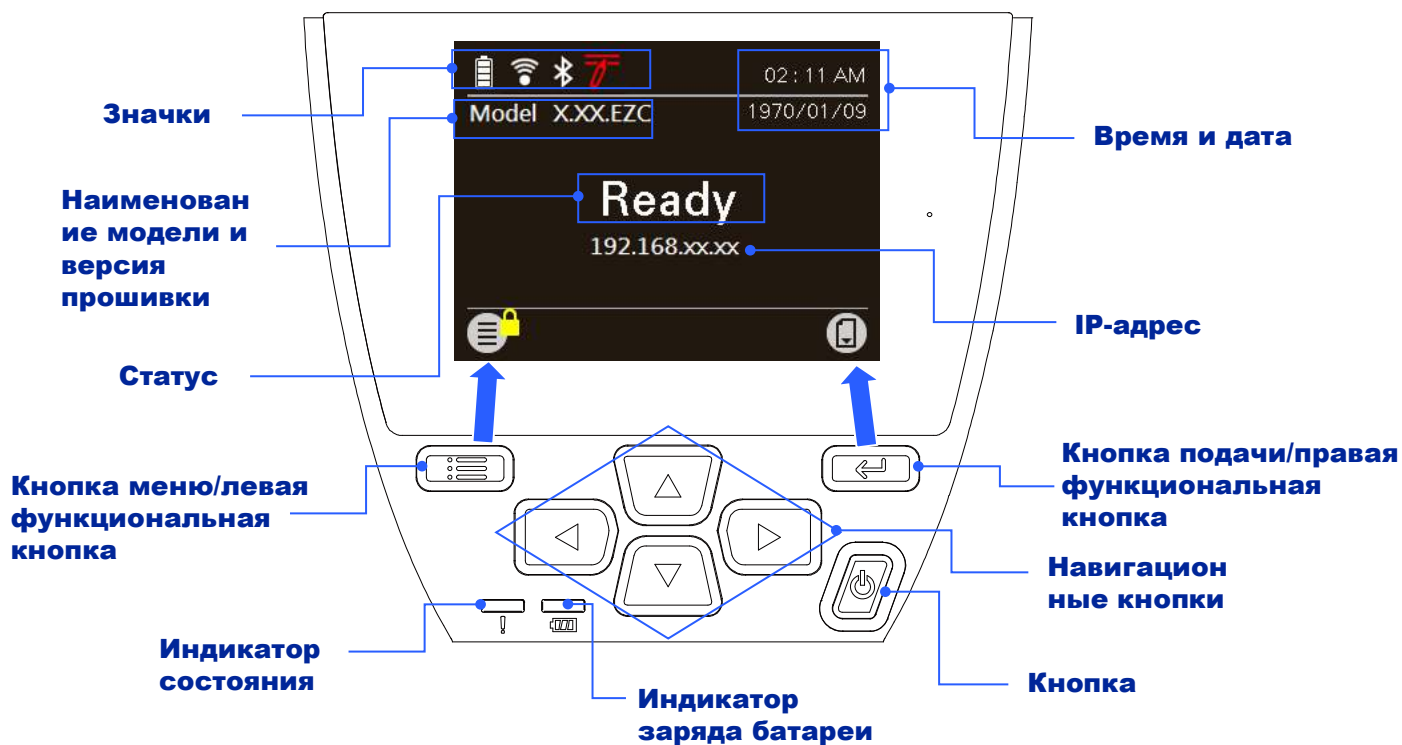 Значки
Наименован
ие модели и
версия
прошивки
Статус
Кнопка меню/левая
функциональная
кнопка
Индикатор
состояния
02 : 11 AM
Model X.XX.EZC
1970/01/09
Ready
192.168.xx.xx
Время и дата
IP-адрес
Кнопка подачи/правая
функциональная
кнопка
Навигацион
ные кнопки
Кнопка
Индикатор
заряда батареи